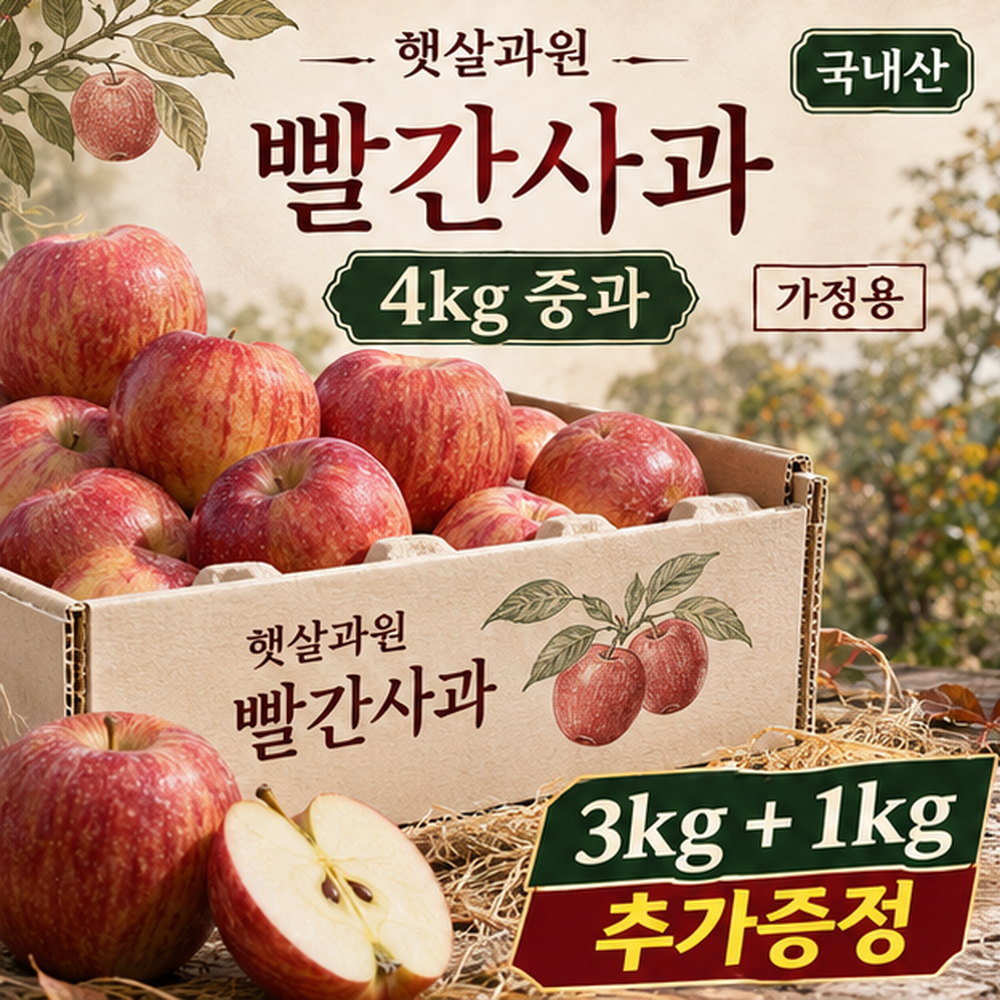 햇살과원
국내산
빨간사과
4kg 중과
가정용
햇살과원
빨간사과
3kg + 1kg
추가증정